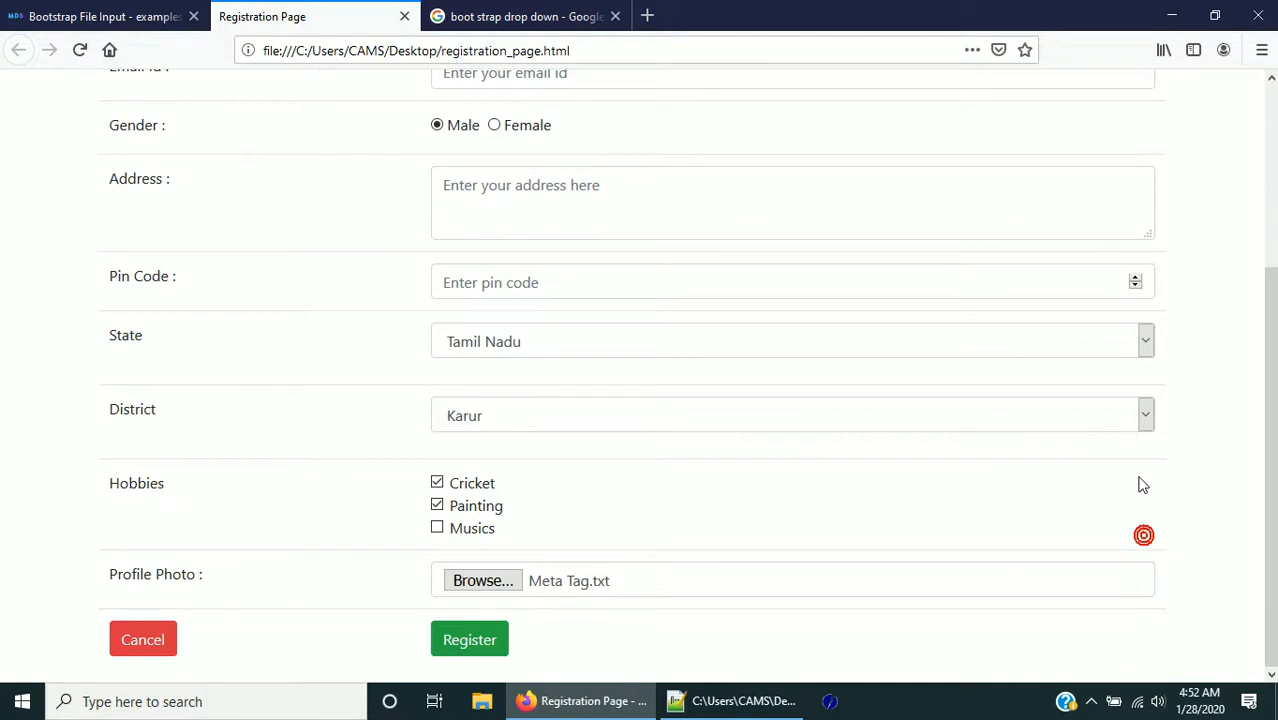 Bootstrap File Input - examples
Registration Page
boot strap drop down - Google
file:///C:/Users/CAMS/Desktop/registration_page.html
Email Id :
Enter your email id
Gender :
Male
Female
Address :
Enter your address here
Pin Code :
Enter pin code
State
Tamil Nadu
District
Karur
Hobbies
Cricket
Painting
Musics
Profile Photo :
Browse...
Meta Tag.txt
Cancel
Register
Type here to search
Registration Page - ...
C:\Users\CAMS\De...
4:52 AM
1/28/2020